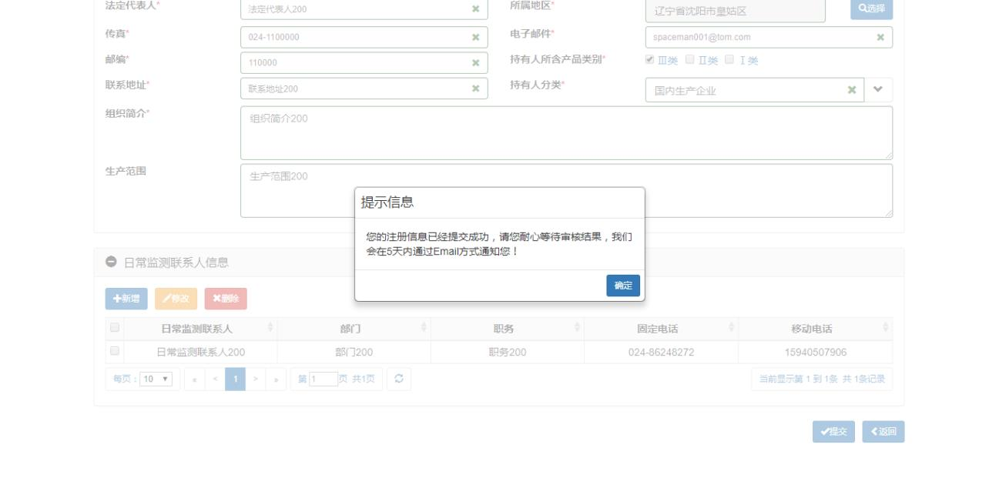 法定代表人* 法定代表人200 所属地区* 辽宁省沈阳市皇姑区 选择
传真* 024-1100000 电子邮件* spaceman001@tom.com
邮编* 110000 持有人所含产品类别* Ⅲ类 Ⅱ类 Ⅰ类
联系地址* 联系地址200 持有人分类* 国内生产企业
组织简介* 组织简介200
生产范围 生产范围200
提示信息
您的注册信息已经提交成功，请您耐心等待审核结果，我们
会在5天内通过Email方式通知您！
确定
日常监测联系人信息
新增 修改 删除
日常监测联系人 部门 职务 固定电话 移动电话
日常监测联系人200 部门200 职务200 024-86248272 15940507906
每页： 10 « < 1 > » 第 1 页 共1页 当前显示第 1 到 1条 共 1条记录
提交 返回